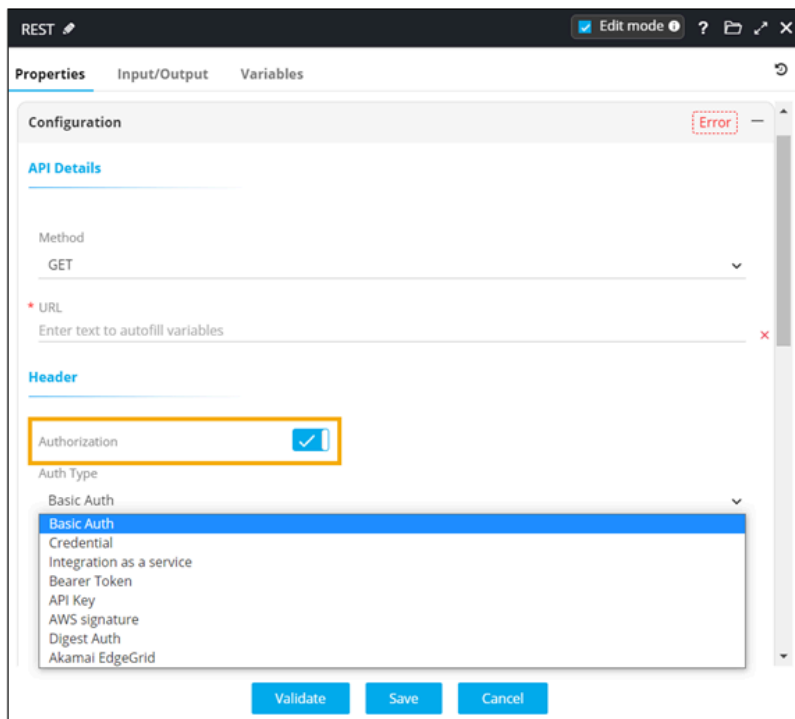 REST
Edit mode
?
Properties Input/Output Variables
Configuration
Error
API Details
Method
GET
* URL
Enter text to autofill variables
Header
Authorization
Auth Type
Basic Auth
Basic Auth
Credential
Integration as a service
Bearer Token
API Key
AWS signature
Digest Auth
Akamai EdgeGrid
Validate Save Cancel